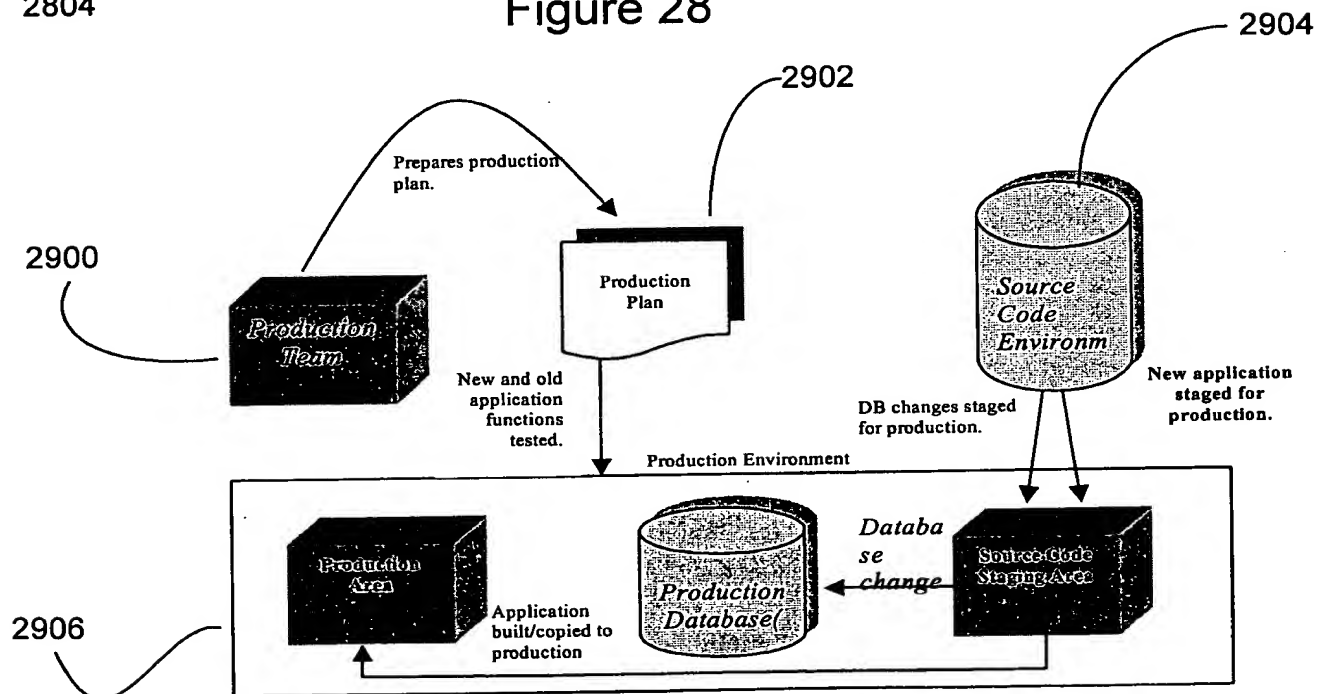 2804
Figure 28
2904
2902
Prepares production
plan.
2900
Production
Plan
Production
Team
Source
Code
Environm
New and old
application
functions
tested.
DB changes staged
for production.
New application
staged for
production.
Production Environment
Production
Area
Databa
se
change
Source-Code
Staging Area
Production
Database(
Application
built/copied to
production
2906